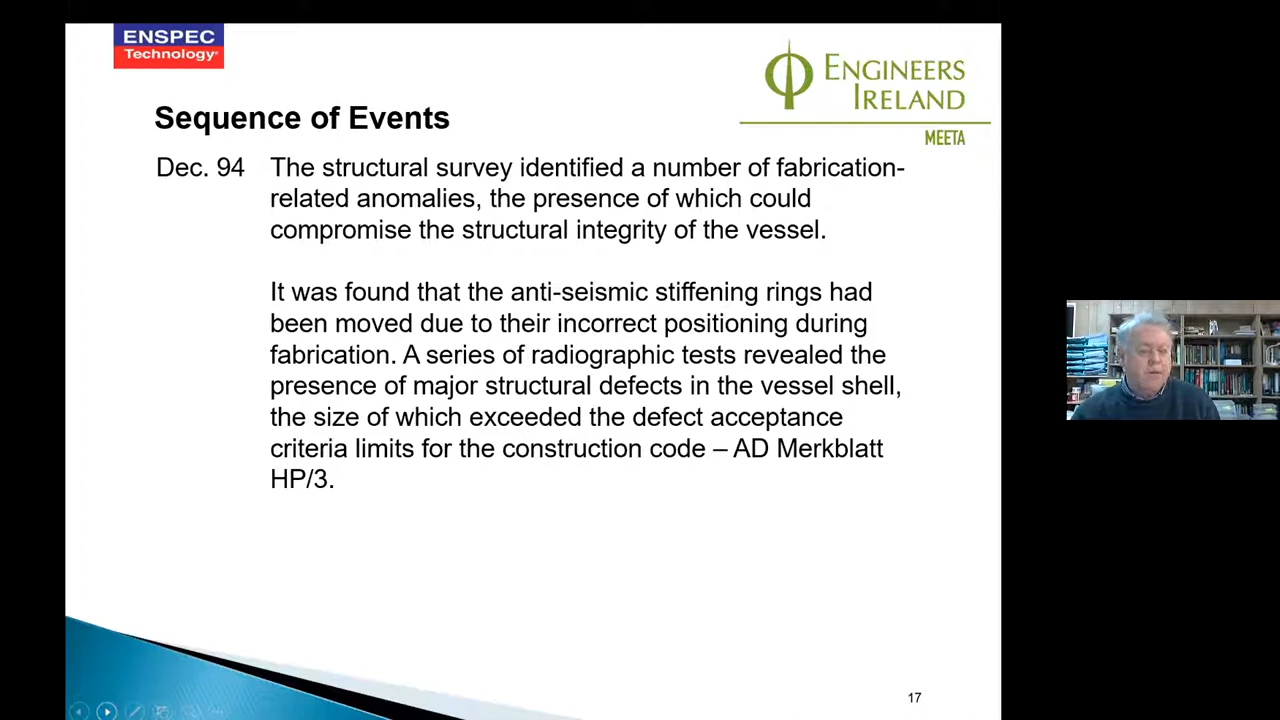 ENSPEC
Technology
ENGINEERS
IRELAND
MEETA
Sequence of Events
Dec. 94 The structural survey identified a number of fabrication-
related anomalies, the presence of which could
compromise the structural integrity of the vessel.
It was found that the anti-seismic stiffening rings had
been moved due to their incorrect positioning during
fabrication. A series of radiographic tests revealed the
presence of major structural defects in the vessel shell,
the size of which exceeded the defect acceptance
criteria limits for the construction code – AD Merkblatt
HP/3.
17